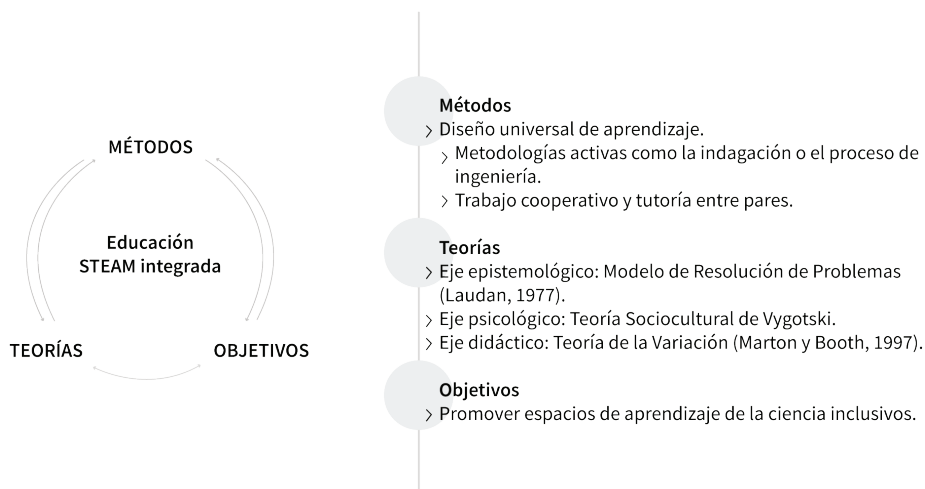 MÉTODOS
Educación
STEAM integrada
TEORÍAS
OBJETIVOS
Métodos
Diseño universal de aprendizaje.
Metodologías activas como la indagación o el proceso de
ingeniería.
Trabajo cooperativo y tutoría entre pares.
Teorías
Eje epistemológico: Modelo de Resolución de Problemas
(Laudan, 1977).
Eje psicológico: Teoría Sociocultural de Vygotski.
Eje didáctico: Teoría de la Variación (Marton y Booth, 1997).
Objetivos
Promover espacios de aprendizaje de la ciencia inclusivos.